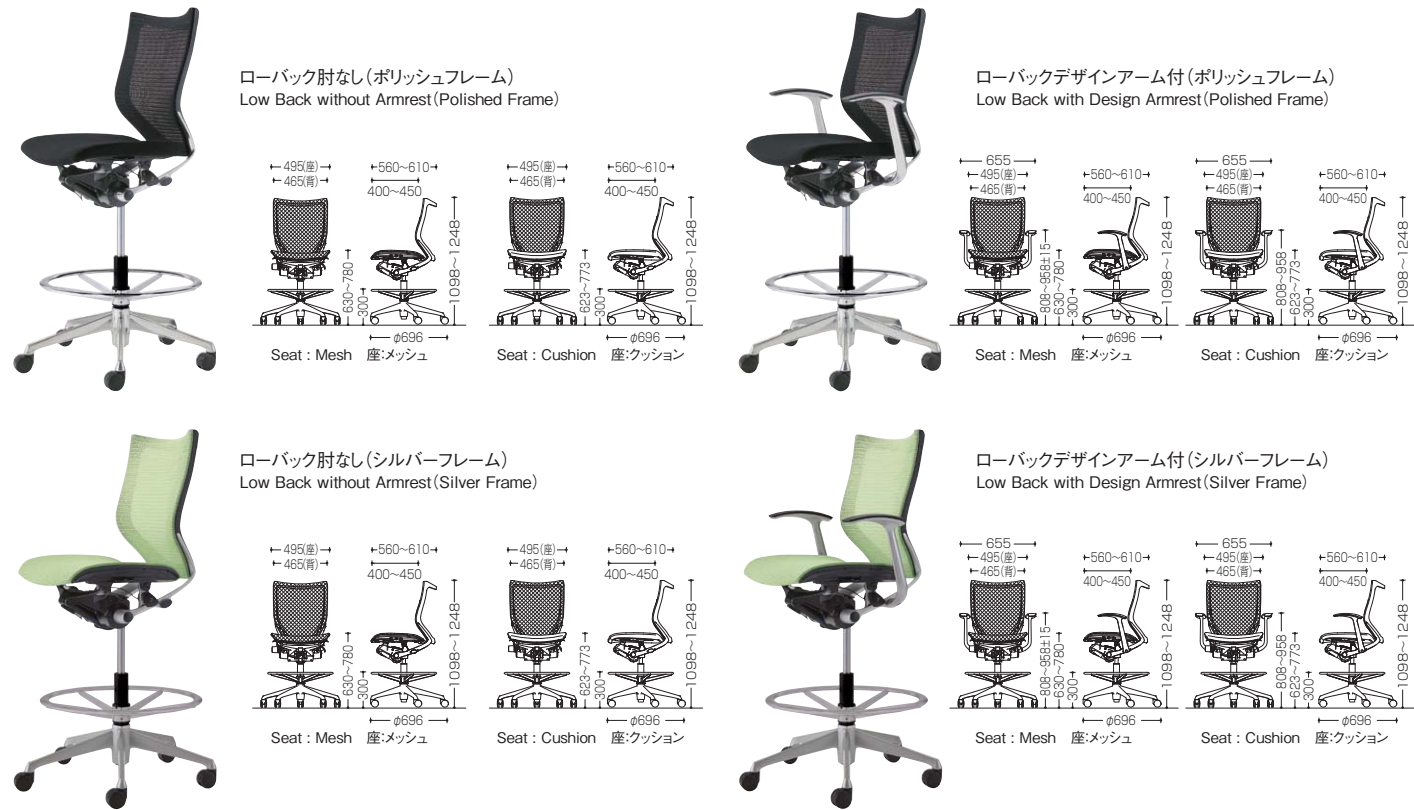 ローバック肘なし(ポリッシュフレーム)
Low Back without Armrest(Polished Frame)
495(座)
465(背)
560~610
400~450
630~780
300
1098~1248
φ696
Seat : Mesh 座:メッシュ
495(座)
465(背)
560~610
400~450
623~773
300
1098~1248
φ696
Seat : Cushion 座:クッション
ローバックデザインアーム付(ポリッシュフレーム)
Low Back with Design Armrest(Polished Frame)
655
495(座)
465(背)
560~610
400~450
808~958±15
630~780
300
1098~1248
φ696
Seat : Mesh 座:メッシュ
655
495(座)
465(背)
560~610
400~450
808~958
623~773
300
1098~1248
φ696
Seat : Cushion 座:クッション
ローバック肘なし(シルバーフレーム)
Low Back without Armrest(Silver Frame)
495(座)
465(背)
560~610
400~450
630~780
300
1098~1248
φ696
Seat : Mesh 座:メッシュ
495(座)
465(背)
560~610
400~450
623~773
300
1098~1248
φ696
Seat : Cushion 座:クッション
ローバックデザインアーム付(シルバーフレーム)
Low Back with Design Armrest(Silver Frame)
655
495(座)
465(背)
560~610
400~450
808~958±15
630~780
300
1098~1248
φ696
Seat : Mesh 座:メッシュ
655
495(座)
465(背)
560~610
400~450
808~958
623~773
300
1098~1248
φ696
Seat : Cushion 座:クッション